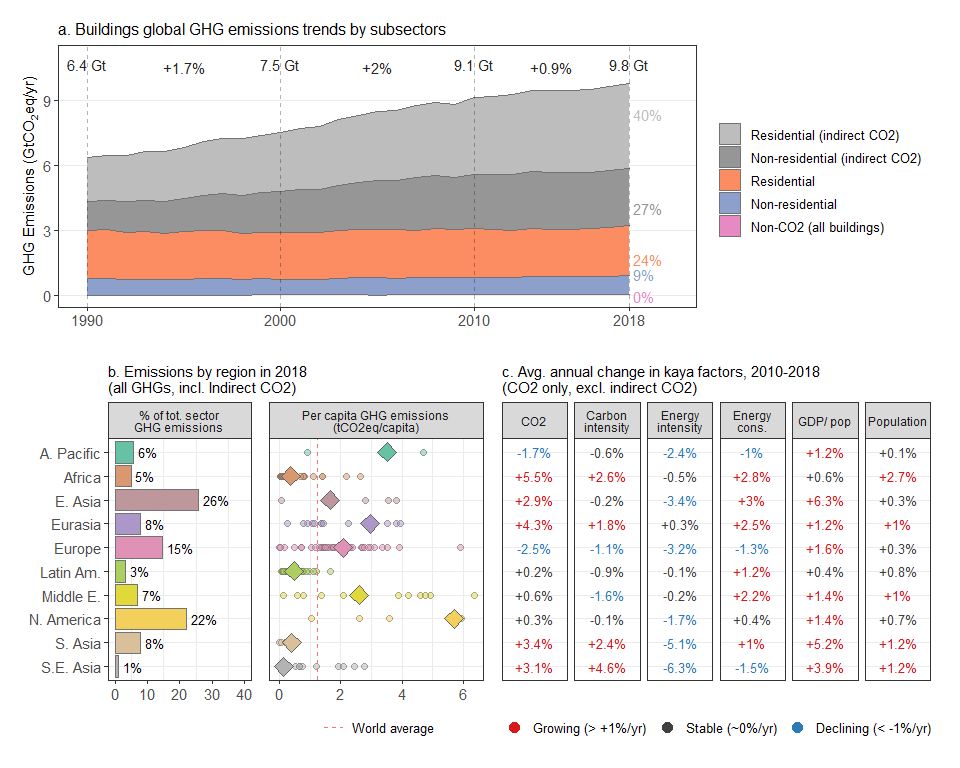 a. Buildings global GHG emissions trends by subsectors
6.4 Gt +1.7% 7.5 Gt +2% 9.1 Gt +0.9% 9.8 Gt
GHG Emissions (GtCO2eq/yr)
9
6
3
0
40%
27%
24%
9%
0%
1990 2000 2010 2018
Residential (indirect CO2)
Non-residential (indirect CO2)
Residential
Non-residential
Non-CO2 (all buildings)
b. Emissions by region in 2018
(all GHGs, incl. Indirect CO2)
% of tot. sector
GHG emissions
Per capita GHG emissions
(tCO2eq/capita)
A. Pacific 6%
Africa 5%
E. Asia 26%
Eurasia 8%
Europe 15%
Latin Am. 3%
Middle E. 7%
N. America 22%
S. Asia 8%
S.E. Asia 1%
0 10 20 30 40
0 2 4 6
World average
c. Avg. annual change in kaya factors, 2010-2018
(CO2 only, excl. indirect CO2)
CO2 Carbon intensity Energy intensity Energy cons. GDP/ pop Population
-1.7% -0.6% -2.4% -1% +1.2% +0.1%
+5.5% +2.6% -0.5% +2.8% +0.6% +2.7%
+2.9% -0.2% -3.4% +3% +6.3% +0.3%
+4.3% +1.8% +0.3% +2.5% +1.2% +1%
-2.5% -1.1% -3.2% -1.3% +1.6% +0.3%
+0.2% -0.9% -0.1% +1.2% +0.4% +0.8%
+0.6% -1.6% -0.2% +2.2% +1.4% +1%
+0.3% -0.1% -1.7% +0.4% +1.4% +0.7%
+3.4% +2.4% -5.1% +1% +5.2% +1.2%
+3.1% +4.6% -6.3% -1.5% +3.9% +1.2%
Growing (> +1%/yr) Stable (~0%/yr) Declining (< -1%/yr)